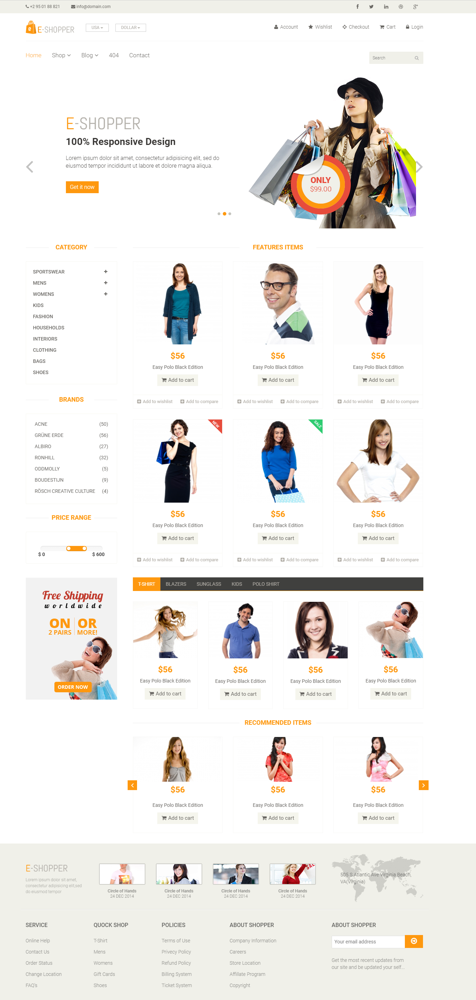 +2 95 01 88 821 info@domain.com
E-SHOPPER USA DOLLAR Account Wishlist Checkout Cart Login
Home Shop Blog 404 Contact
Search
E-SHOPPER
100% Responsive Design
Lorem ipsum dolor sit amet, consectetur adipisicing elit, sed do
eiusmod tempor incididunt ut labore et dolore magna aliqua.
Get it now
ONLY
$99.00
CATEGORY
SPORTSWEAR
MENS
WOMENS
KIDS
FASHION
HOUSEHOLDS
INTERIORS
CLOTHING
BAGS
SHOES
BRANDS
ACNE (50)
GRÜNE ERDE (56)
ALBIRO (27)
RONHILL (32)
ODDMOLLY (5)
BOUDESTIJN (9)
RÖSCH CREATIVE CULTURE (4)
PRICE RANGE
$ 0 $ 600
Free Shipping
worldwide
ON OR
2 PAIRS MORE!
ORDER NOW
FEATURES ITEMS
$56 $56 $56
Easy Polo Black Edition Easy Polo Black Edition Easy Polo Black Edition
Add to cart Add to cart Add to cart
Add to wishlist Add to compare Add to wishlist Add to compare Add to wishlist Add to compare
NEW SALE
$56 $56 $56
Easy Polo Black Edition Easy Polo Black Edition Easy Polo Black Edition
Add to cart Add to cart Add to cart
Add to wishlist Add to compare Add to wishlist Add to compare Add to wishlist Add to compare
T-SHIRT BLAZERS SUNGLASS KIDS POLO SHIRT
$56 $56 $56 $56
Easy Polo Black Edition Easy Polo Black Edition Easy Polo Black Edition Easy Polo Black Edition
Add to cart Add to cart Add to cart Add to cart
RECOMMENDED ITEMS
$56 $56 $56
Easy Polo Black Edition Easy Polo Black Edition Easy Polo Black Edition
Add to cart Add to cart Add to cart
E-SHOPPER
Lorem ipsum dolor sit amet,
consectetur adipisicing elit,sed
do eiusmod tempor
SALE
Circle of Hands Circle of Hands Circle of Hands Circle of Hands
24 DEC 2014 24 DEC 2014 24 DEC 2014 24 DEC 2014
505 S Atlantic Ave Virginia Beach,
VA(Virginia)
SERVICE
Online Help
Contact Us
Order Status
Change Location
FAQ's
QUOCK SHOP
T-Shirt
Mens
Womens
Gift Cards
Shoes
POLICIES
Terms of Use
Privecy Policy
Refund Policy
Billing System
Ticket System
ABOUT SHOPPER
Company Information
Careers
Store Location
Affillate Program
Copyright
ABOUT SHOPPER
Your email address
Get the most recent updates from
our site and be updated your self...